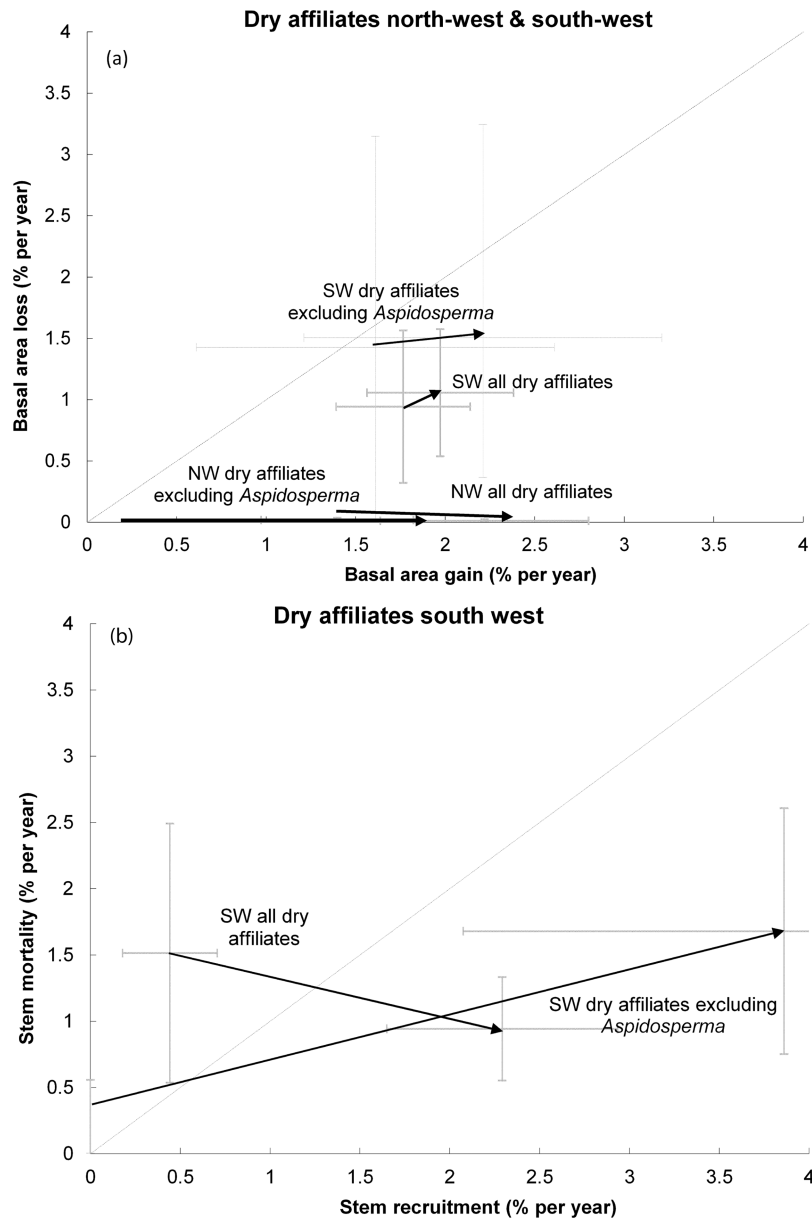 Dry affiliates north-west & south-west
(a)
4
3.5
3
2.5
2
1.5
1
0.5
0
Basal area loss (% per year)
SW dry affiliates
excluding Aspidosperma
SW all dry affiliates
NW dry affiliates
excluding Aspidosperma
NW all dry affiliates
0 0.5 1 1.5 2 2.5 3 3.5 4
Basal area gain (% per year)
Dry affiliates south west
(b)
4
3.5
3
2.5
2
1.5
1
0.5
0
Stem mortality (% per year)
SW all dry
affiliates
SW dry affiliates excluding
Aspidosperma
0 0.5 1 1.5 2 2.5 3 3.5 4
Stem recruitment (% per year)